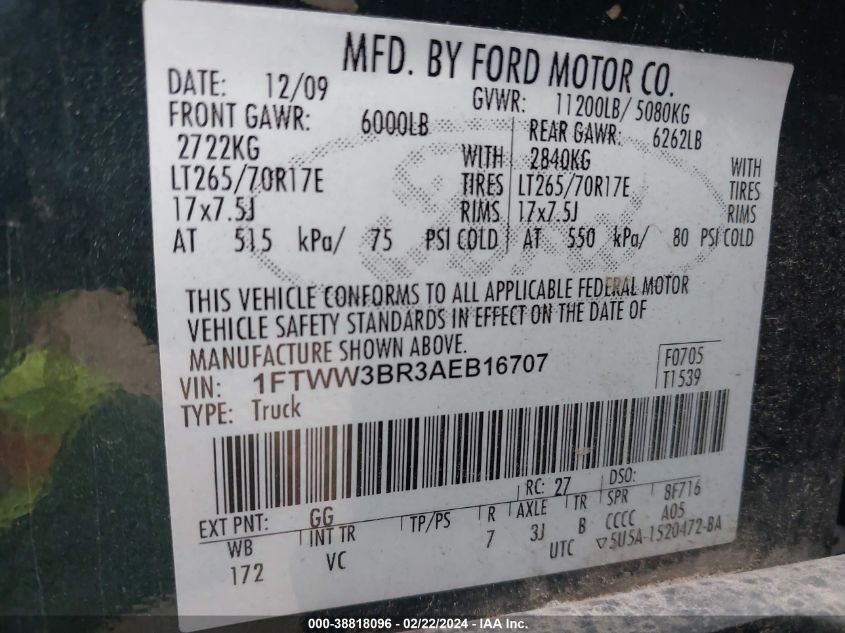 MFD. BY FORD MOTOR CO.
DATE: 12/09 GVWR: 11200LB/ 5080KG
FRONT GAWR: 6000LB REAR GAWR: 6262LB
2722KG WITH 2840KG WITH
LT265/70R17E TIRES LT265/70R17E TIRES
17x7.5J RIMS 17x7.5J RIMS
AT 515 kPa/ 75 PSI COLD AT 550 kPa/ 80 PSI COLD
THIS VEHICLE CONFORMS TO ALL APPLICABLE FEDERAL MOTOR
VEHICLE SAFETY STANDARDS IN EFFECT ON THE DATE OF
MANUFACTURE SHOWN ABOVE.
VIN: 1FTWW3BR3AEB16707 F0705
TYPE: Truck T1539
RC: 27 DSO:
EXT PNT: GG TP/PS R AXLE TR SPR 8F716
WB INT TR 7 3J B CCCC A05
172 VC UTC ▽5U5A-1520472-BA
000-38818096 - 02/22/2024 - IAA Inc.